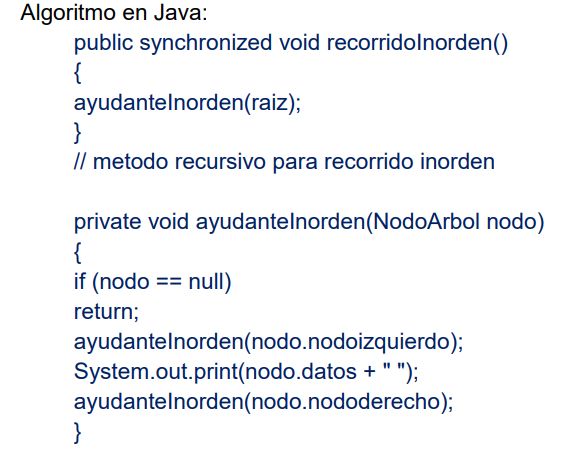 Algoritmo en Java:
public synchronized void recorridoInorden()
{
ayudanteInorden(raiz);
}
// metodo recursivo para recorrido inorden
private void ayudanteInorden(NodoArbol nodo)
{
if (nodo == null)
return;
ayudanteInorden(nodo.nodoizquierdo);
System.out.print(nodo.datos + " ");
ayudanteInorden(nodo.nododerecho);
}